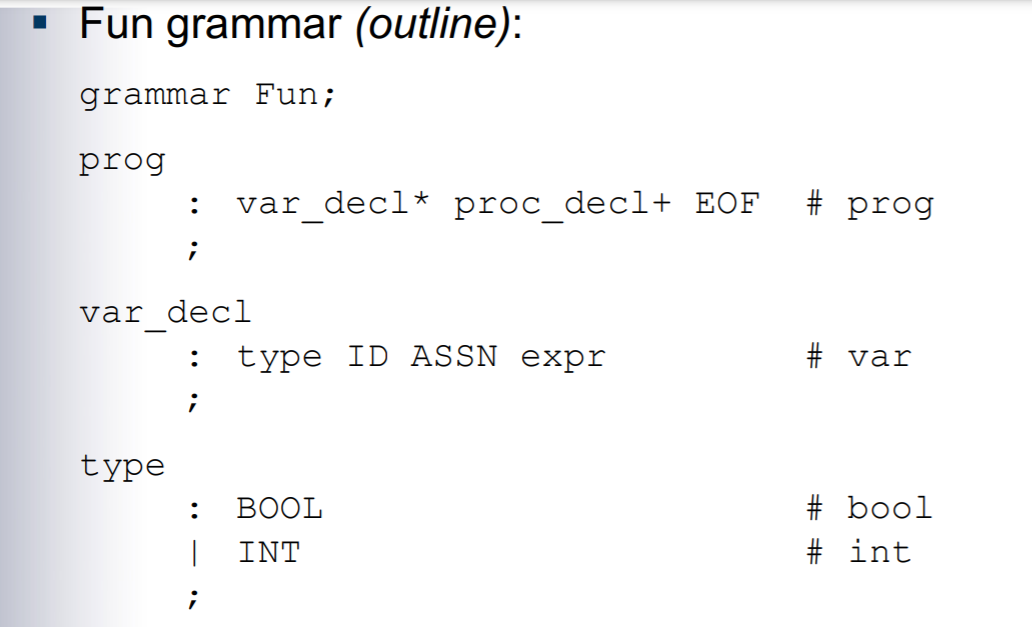 ▪ Fun grammar (outline):
grammar Fun;
prog
: var_decl* proc_decl+ EOF # prog
;
var_decl
: type ID ASSN expr # var
;
type
: BOOL # bool
| INT # int
;